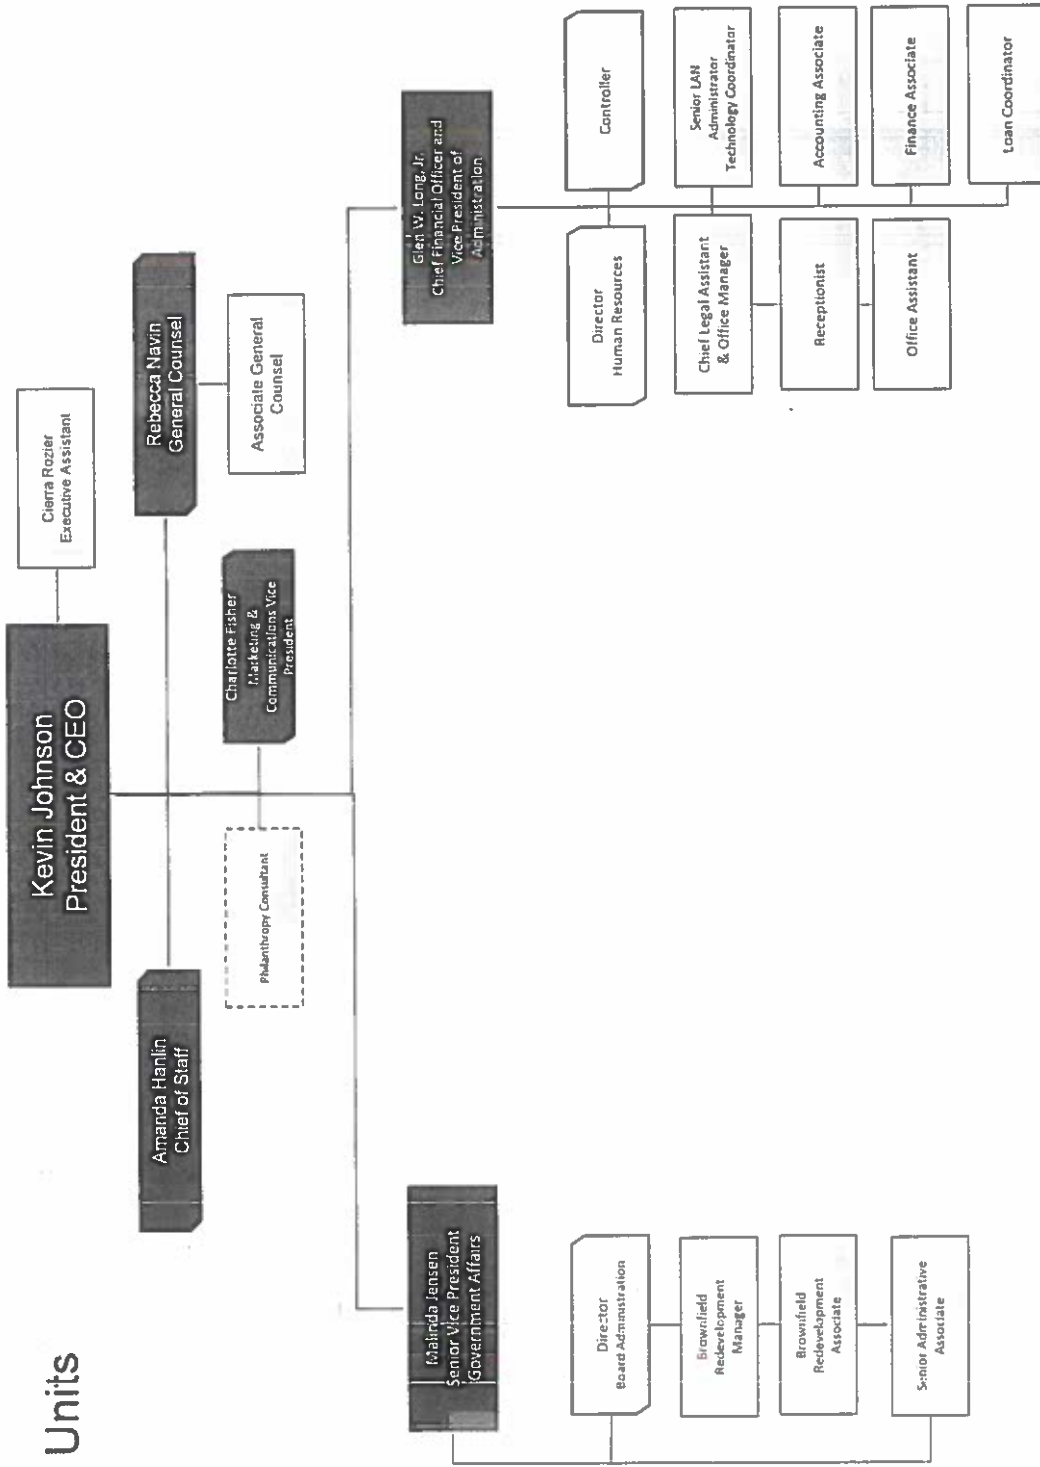 Units
Kevin Johnson
President & CEO
Cierra Rozier
Executive Assistant
Amanda Hanlin
Chief of Staff
Rebecca Navin
General Counsel
Associate General
Counsel
Philanthropy Consultant
Charlotte Fisher
Marketing &
Communications Vice
President
Malinda Jensen
Senior Vice President
Government Affairs
Director
Board Administration
Brownfield
Redevelopment
Manager
Brownfield
Redevelopment
Associate
Senior Administrative
Associate
Glen W. Long, Jr.
Chief Financial Officer and
Vice President of
Administration
Director
Human Resources
Controller
Chief Legal Assistant
& Office Manager
Senior LAN
Administrator
Technology Coordinator
Receptionist
Accounting Associate
Office Assistant
Finance Associate
Loan Coordinator